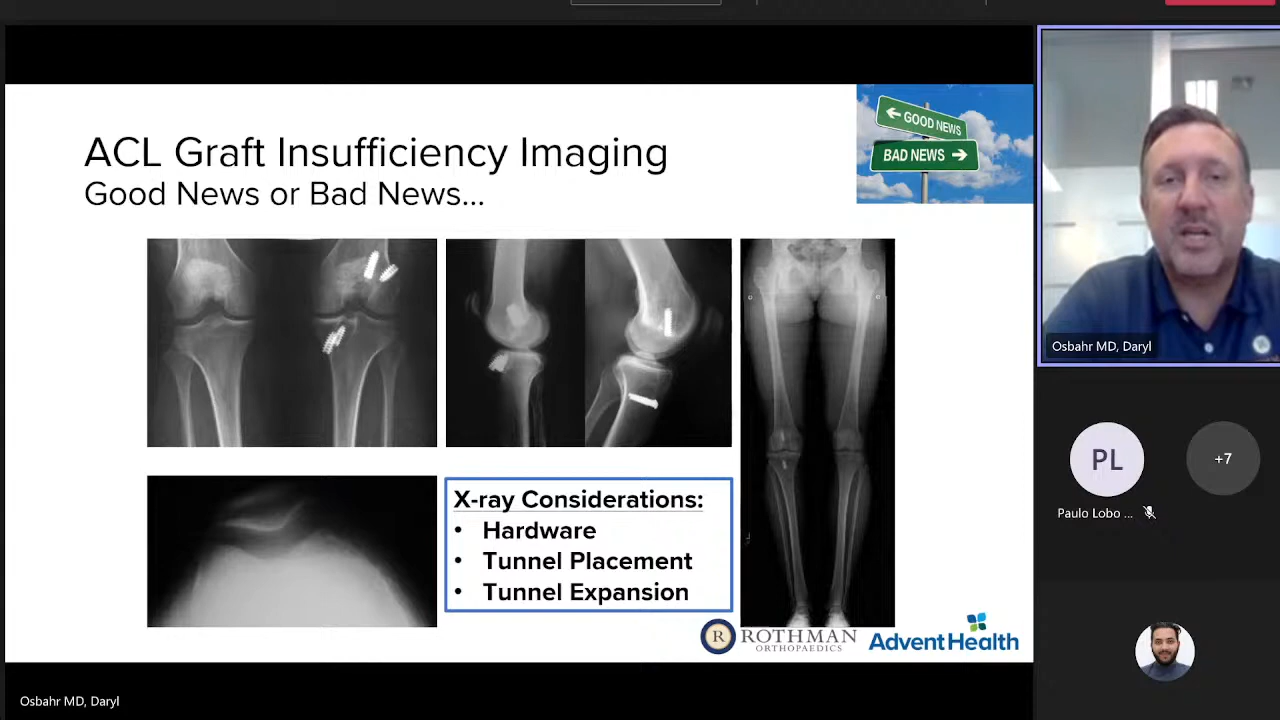 ACL Graft Insufficiency Imaging
Good News or Bad News...
GOOD NEWS
BAD NEWS
X-ray Considerations:
• Hardware
• Tunnel Placement
• Tunnel Expansion
R
ROTHMAN
ORTHOPAEDICS
AdventHealth
Osbahr MD, Daryl
PL
+7
Paulo Lobo ...
Osbahr MD, Daryl